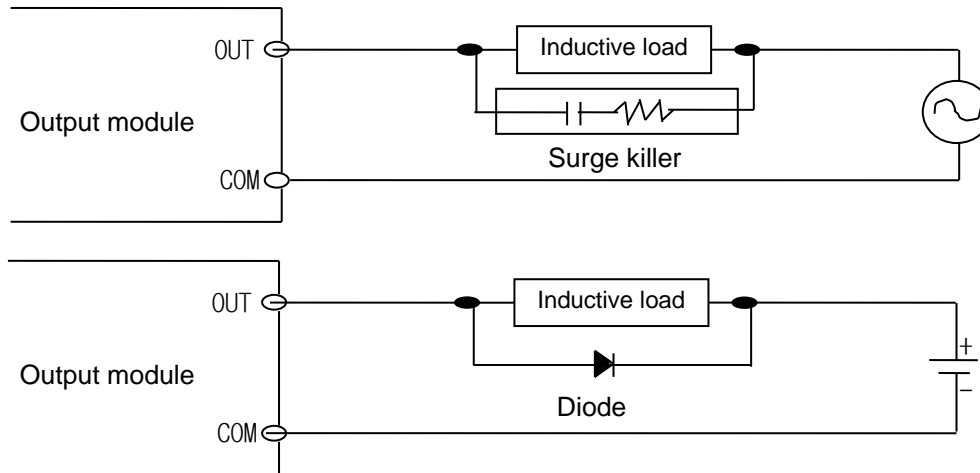 OUT
Inductive load
Output module
Surge killer
COM
OUT
Inductive load
Output module
+
−
Diode
COM